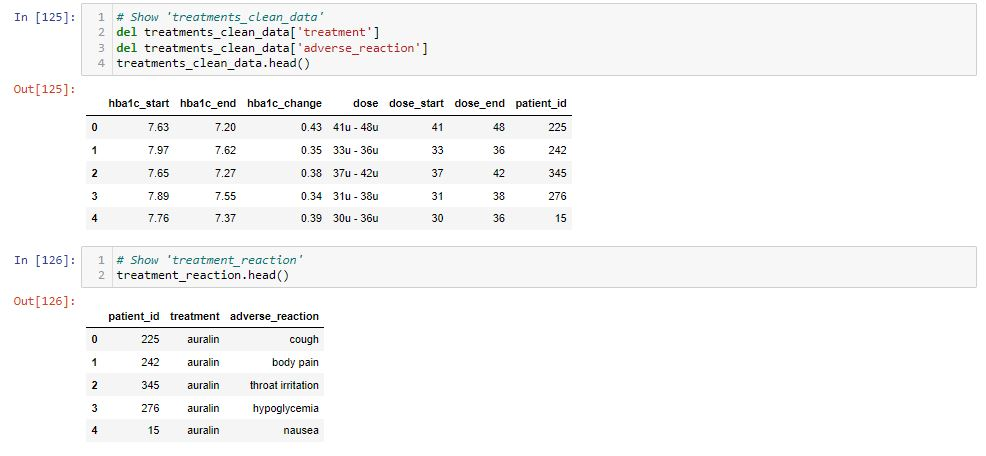 In [125]:
1 # Show 'treatments_clean_data'
2 del treatments_clean_data['treatment']
3 del treatments_clean_data['adverse_reaction']
4 treatments_clean_data.head()
Out[125]:
hba1c_start hba1c_end hba1c_change dose dose_start dose_end patient_id
0 7.63 7.20 0.43 41u - 48u 41 48 225
1 7.97 7.62 0.35 33u - 36u 33 36 242
2 7.65 7.27 0.38 37u - 42u 37 42 345
3 7.89 7.55 0.34 31u - 38u 31 38 276
4 7.76 7.37 0.39 30u - 36u 30 36 15
In [126]:
1 # Show 'treatment_reaction'
2 treatment_reaction.head()
Out[126]:
patient_id treatment adverse_reaction
0 225 auralin cough
1 242 auralin body pain
2 345 auralin throat irritation
3 276 auralin hypoglycemia
4 15 auralin nausea